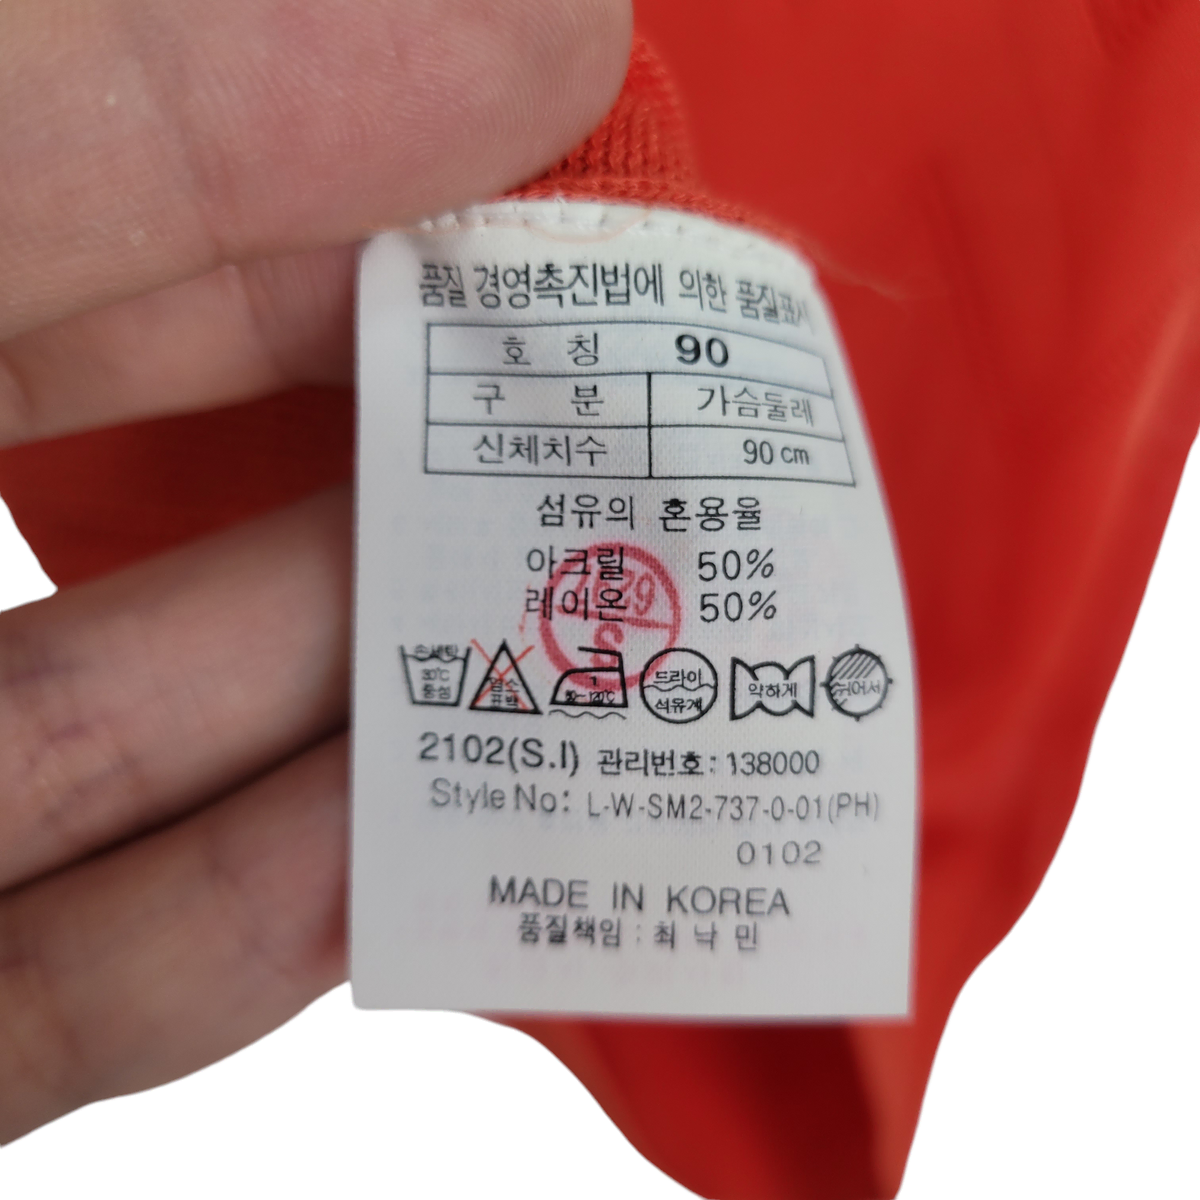 품질 경영촉진법에 의한 품질표시
호 칭 90
구 분 가슴둘레
신체치수 90 cm
섬유의 혼용율
아크릴 50%
레이온 50%
손세탁 30℃ 중성 염소 표백 드라이 석유계 약하게 뉘어서
2102(S.I) 관리번호: 138000
Style No: L-W-SM2-737-0-01(PH)
0102
MADE IN KOREA
품질책임 : 최 낙 민